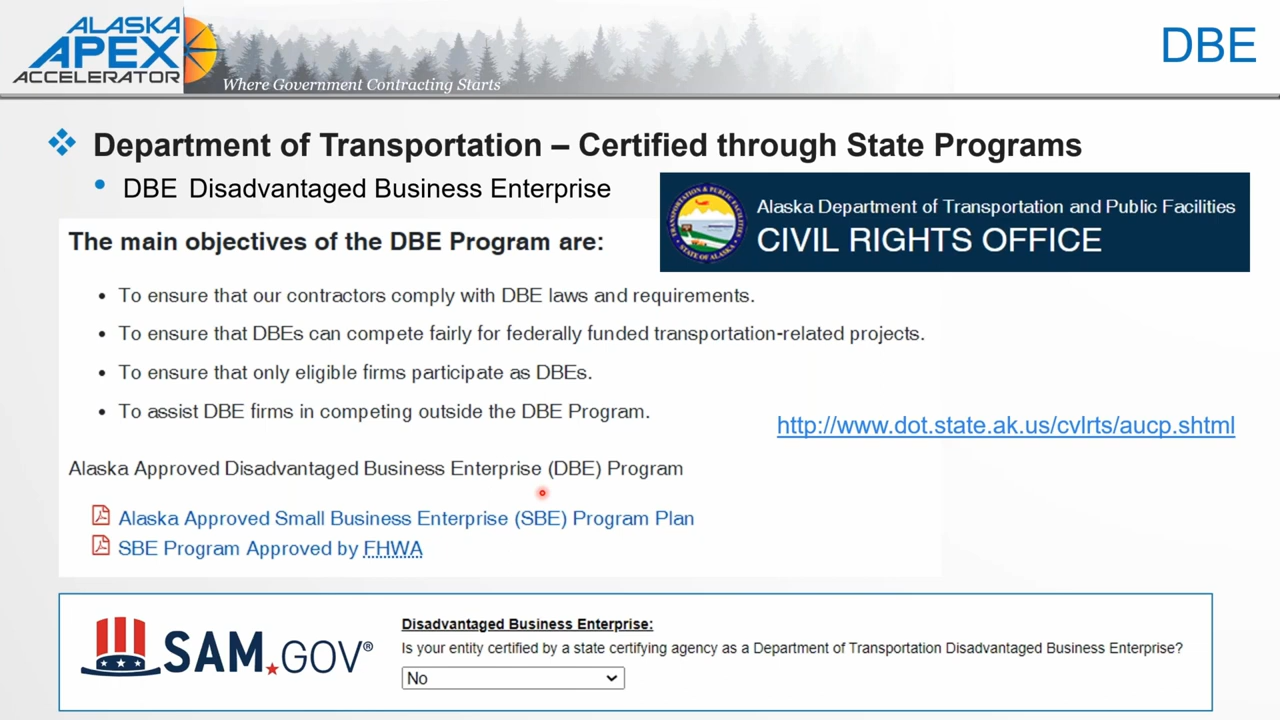 ALASKA
APEX
ACCELERATOR
Where Government Contracting Starts
DBE
Department of Transportation – Certified through State Programs
DBE Disadvantaged Business Enterprise
TRANSPORTATION & PUBLIC FACILITIES
STATE OF ALASKA
Alaska Department of Transportation and Public Facilities
CIVIL RIGHTS OFFICE
The main objectives of the DBE Program are:
To ensure that our contractors comply with DBE laws and requirements.
To ensure that DBEs can compete fairly for federally funded transportation-related projects.
To ensure that only eligible firms participate as DBEs.
To assist DBE firms in competing outside the DBE Program.
http://www.dot.state.ak.us/cvlrts/aucp.shtml
Alaska Approved Disadvantaged Business Enterprise (DBE) Program
Alaska Approved Small Business Enterprise (SBE) Program Plan
SBE Program Approved by FHWA
SAM.GOV®
Disadvantaged Business Enterprise:
Is your entity certified by a state certifying agency as a Department of Transportation Disadvantaged Business Enterprise?
No